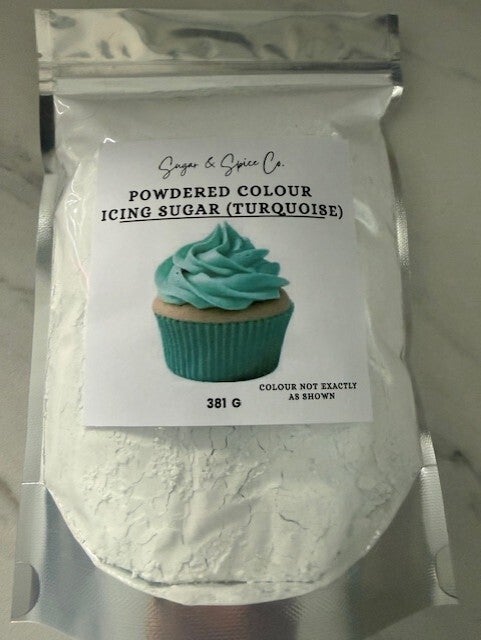 Sugar & Spice Co.
POWDERED COLOUR
ICING SUGAR (TURQUOISE)
COLOUR NOT EXACTLY
AS SHOWN
381 G